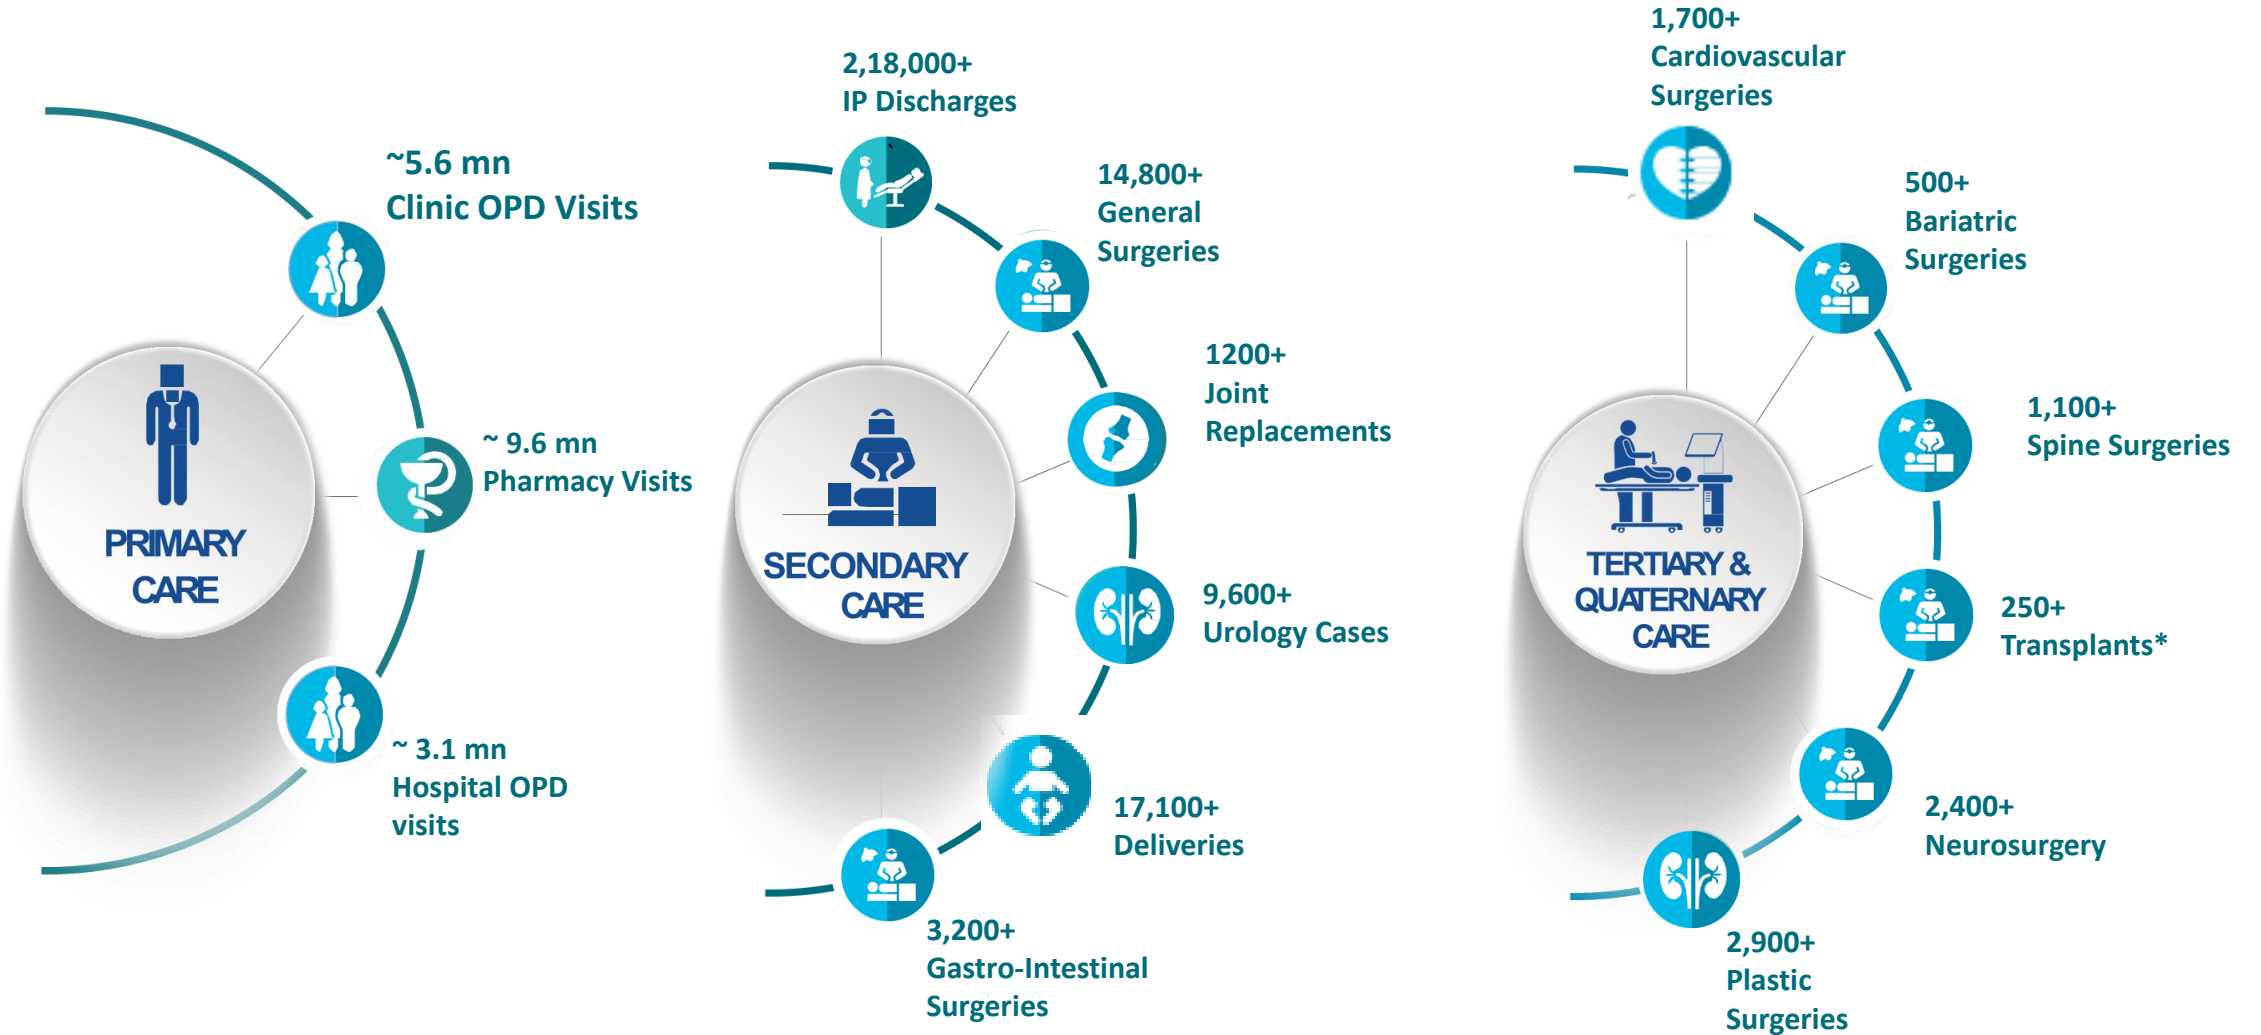 ~5.6 mn
Clinic OPD Visits
~ 9.6 mn
Pharmacy Visits
PRIMARY
CARE
~ 3.1 mn
Hospital OPD
visits
2,18,000+
IP Discharges
14,800+
General
Surgeries
1200+
Joint
Replacements
SECONDARY
CARE
9,600+
Urology Cases
17,100+
Deliveries
3,200+
Gastro-Intestinal
Surgeries
1,700+
Cardiovascular
Surgeries
500+
Bariatric
Surgeries
1,100+
Spine Surgeries
TERTIARY &
QUATERNARY
CARE
250+
Transplants*
2,400+
Neurosurgery
2,900+
Plastic
Surgeries